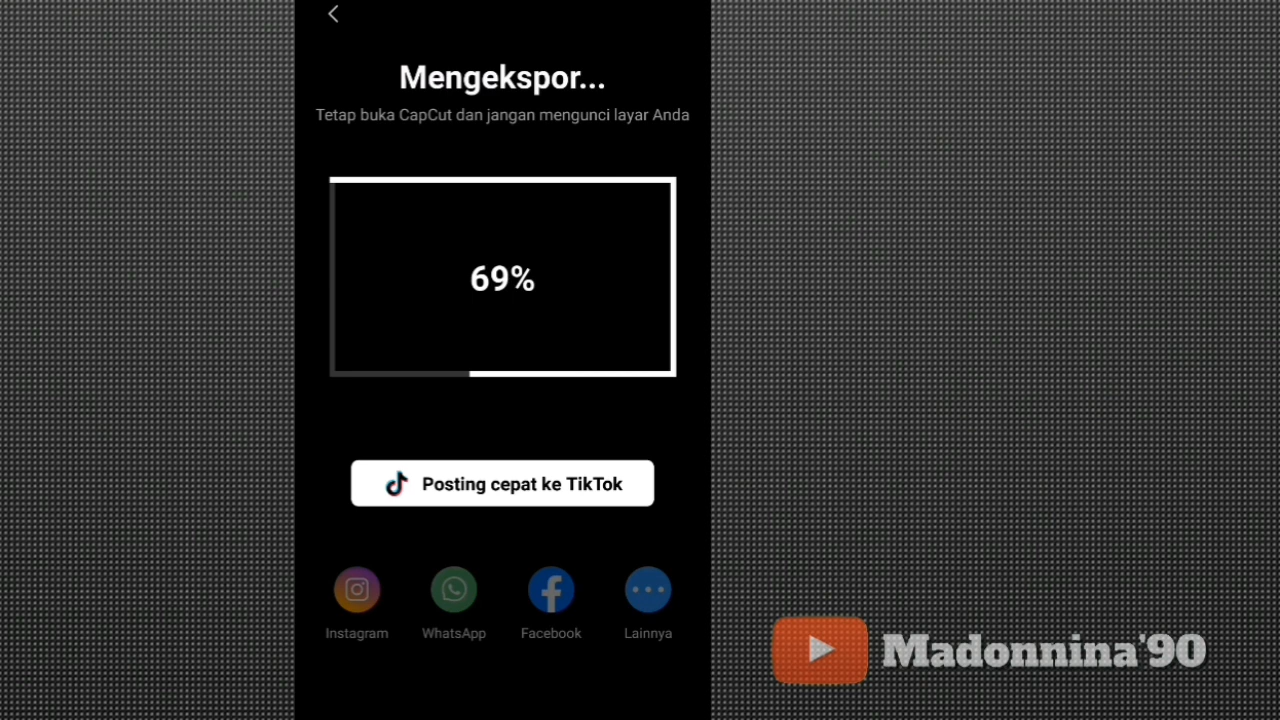 Mengekspor...
Tetap buka CapCut dan jangan mengunci layar Anda
69%
Posting cepat ke TikTok
Instagram
WhatsApp
Facebook
Lainnya
Madonnina'90